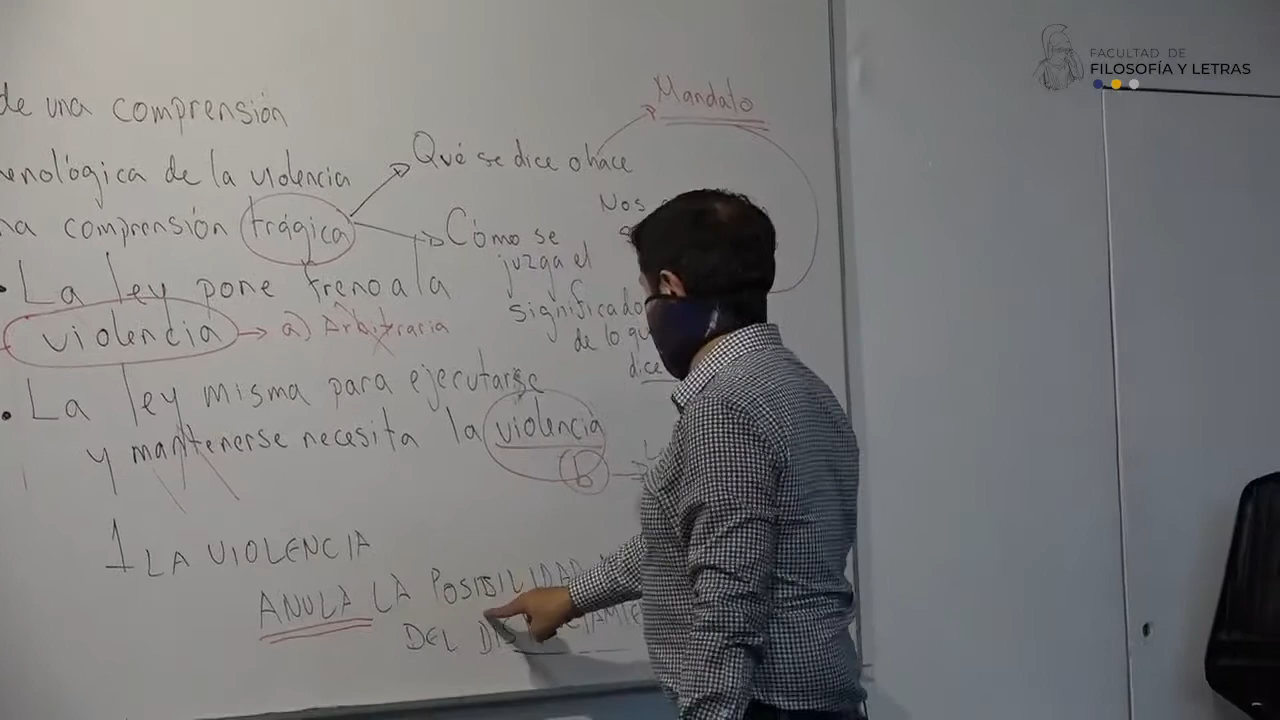 FACULTAD DE
FILOSOFÍA Y LETRAS
de una comprensión
enológica de la violencia
na comprensión trágica
Qué se dice o hace
Mandato
Nos
Cómo se
juzga el
significado
de lo qu
dice
• La ley pone freno a la
violencia → a) Arbitraria
• La ley misma para ejecutarse
y mantenerse necesita la violencia
b
1 LA VIOLENCIA
ANULA LA POSIBILIDAD
DEL DIS